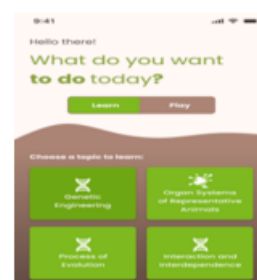 9:41
Hello there!
What do you want
to do today?
Learn
Play
Choose a topic to learn:
Genetic
Engineering
Organ Systems
of Representative
Animals
Process of
Evolution
Interaction and
Interdependence